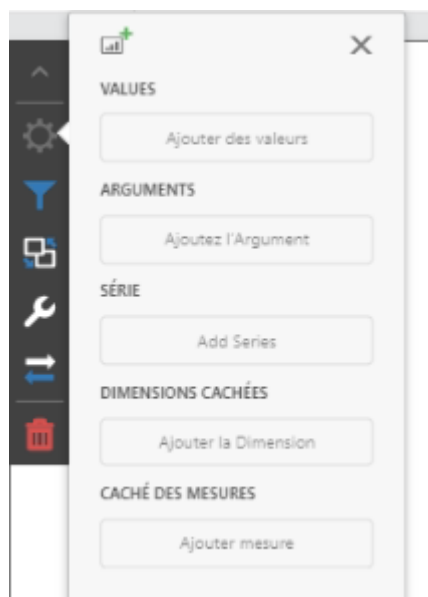 VALUES
Ajouter des valeurs
ARGUMENTS
Ajoutez l'Argument
SÉRIE
Add Series
DIMENSIONS CACHÉES
Ajouter la Dimension
CACHÉ DES MESURES
Ajouter mesure